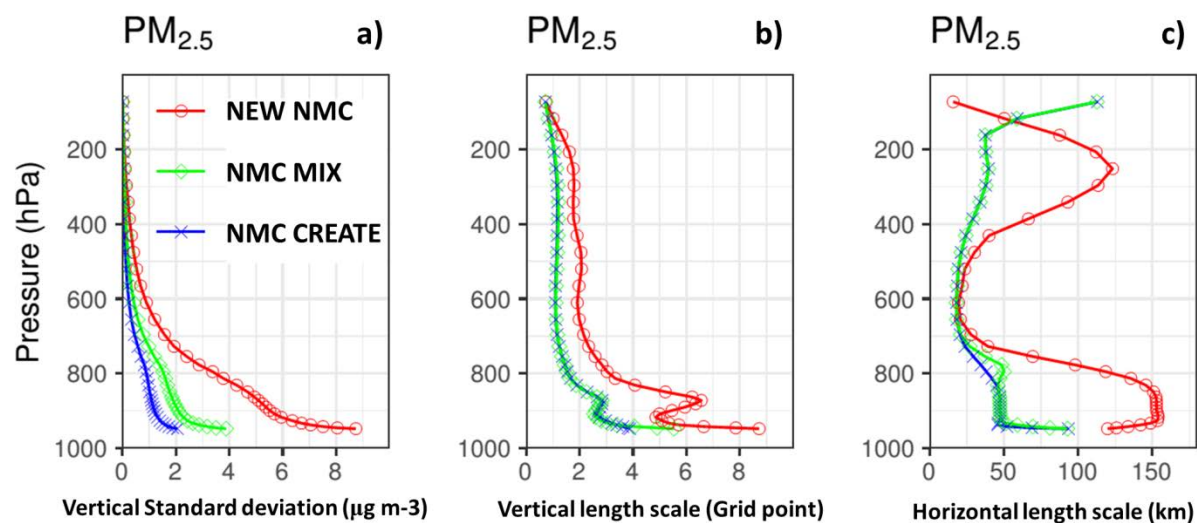 PM2.5 a)
PM2.5 b)
PM2.5 c)
NEW NMC
NMC MIX
NMC CREATE
Pressure (hPa)
200
400
600
800
1000
0 2 4 6 8
Vertical Standard deviation (μg m-3)
200
400
600
800
1000
0 2 4 6 8
Vertical length scale (Grid point)
200
400
600
800
1000
0 50 100 150
Horizontal length scale (km)